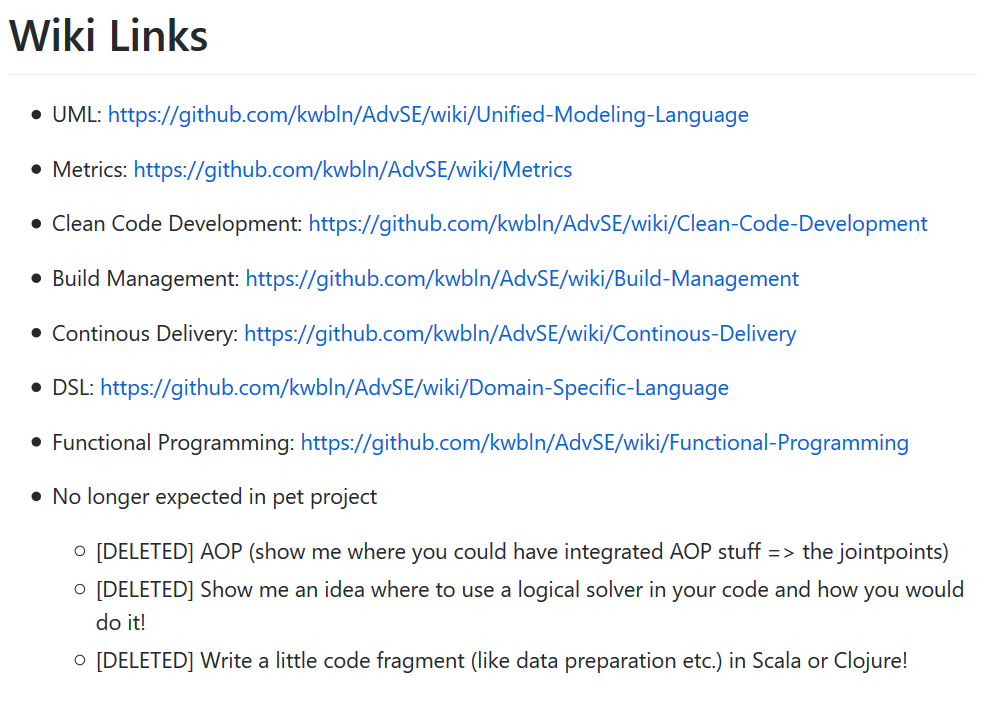 Wiki Links
UML: https://github.com/kwbln/AdvSE/wiki/Unified-Modeling-Language
Metrics: https://github.com/kwbln/AdvSE/wiki/Metrics
Clean Code Development: https://github.com/kwbln/AdvSE/wiki/Clean-Code-Development
Build Management: https://github.com/kwbln/AdvSE/wiki/Build-Management
Continous Delivery: https://github.com/kwbln/AdvSE/wiki/Continous-Delivery
DSL: https://github.com/kwbln/AdvSE/wiki/Domain-Specific-Language
Functional Programming: https://github.com/kwbln/AdvSE/wiki/Functional-Programming
No longer expected in pet project
[DELETED] AOP (show me where you could have integrated AOP stuff => the jointpoints)
[DELETED] Show me an idea where to use a logical solver in your code and how you would
do it!
[DELETED] Write a little code fragment (like data preparation etc.) in Scala or Clojure!